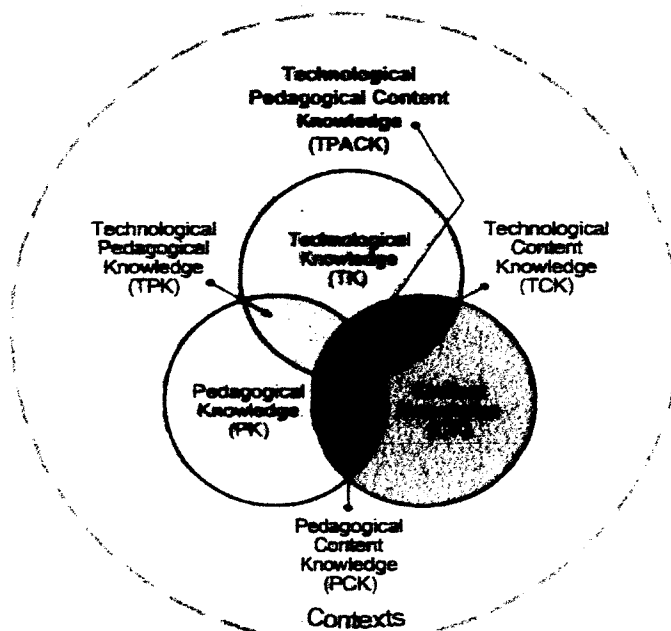 Technological
Pedagogical Content
Knowledge
(TPACK)
Technological
Pedagogical
Knowledge
(TPK)
Technological
Knowledge
(TK)
Technological
Content
Knowledge
(TCK)
Pedagogical
Knowledge
(PK)
Pedagogical
Content
Knowledge
(PCK)
Contexts